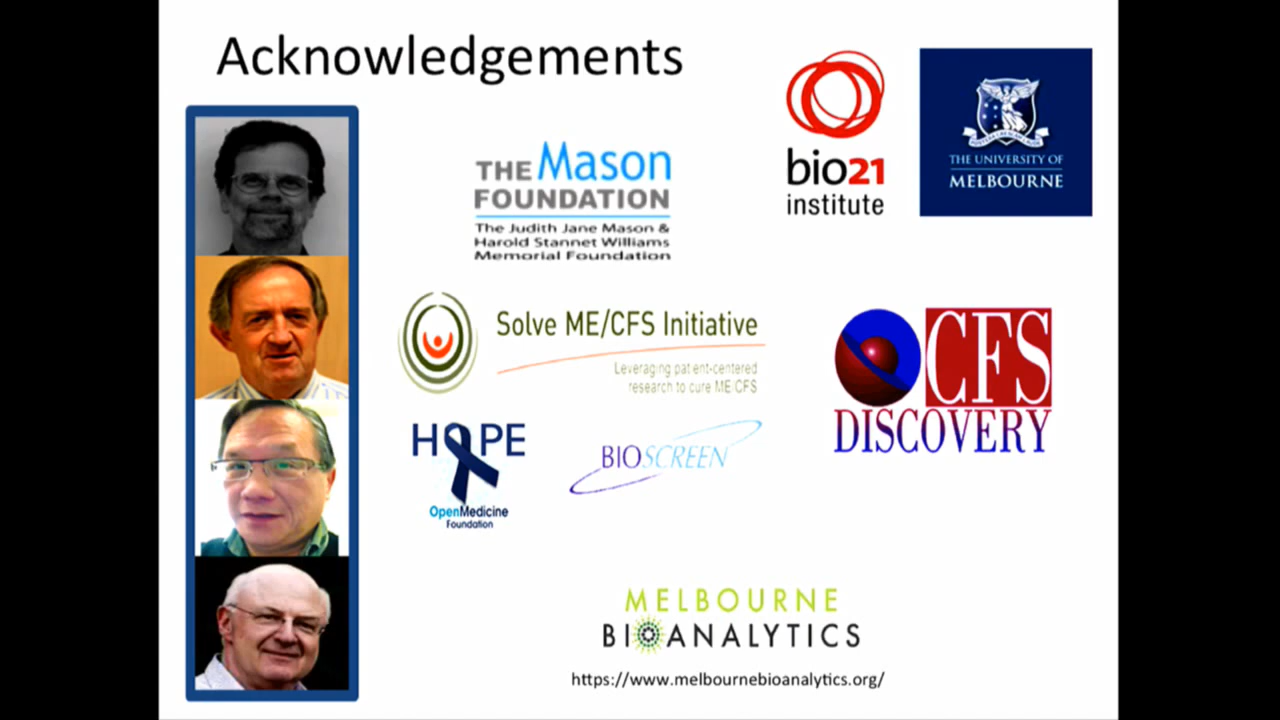 Acknowledgements
bio21
institute
THE UNIVERSITY OF
MELBOURNE
THE Mason
FOUNDATION
The Judith Jane Mason &
Harold Stannet Williams
Memorial Foundation
Solve ME/CFS Initiative
Leveraging patient-centered
research to cure ME CFS
CFS
DISCOVERY
HOPE
OpenMedicine
Foundation
BIOSCREEN
MELBOURNE
BIOANALYTICS
https://www.melbournebioanalytics.org/